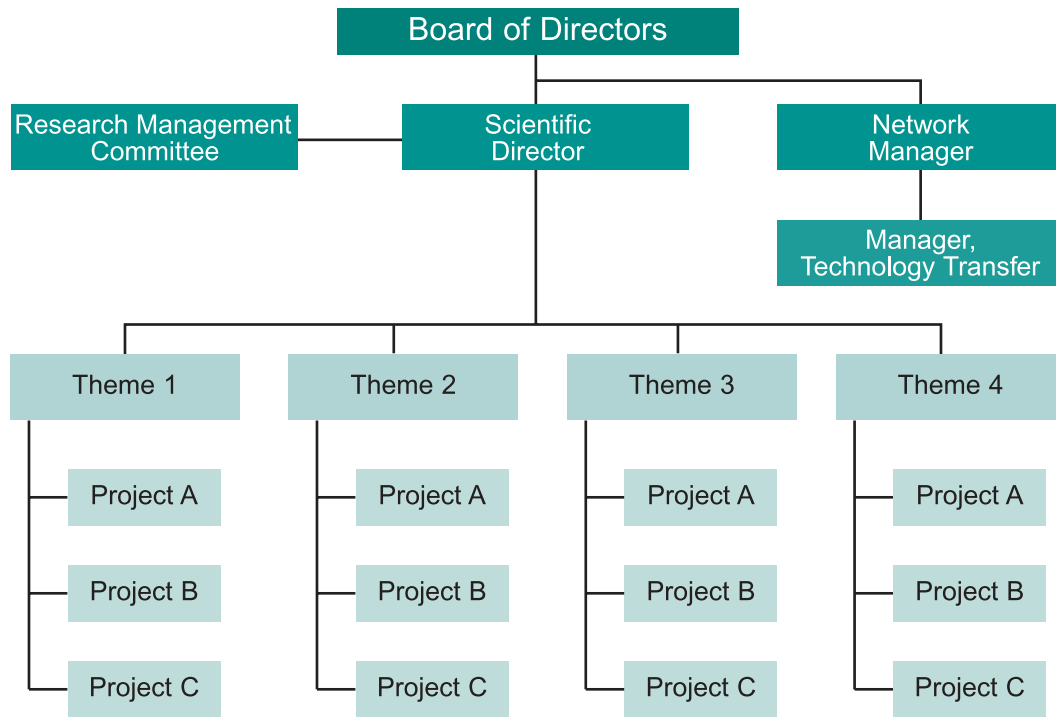 Board of Directors
Research Management
Committee
Scientific
Director
Network
Manager
Manager,
Technology Transfer
Theme 1
Theme 2
Theme 3
Theme 4
Project A
Project A
Project A
Project A
Project B
Project B
Project B
Project B
Project C
Project C
Project C
Project C